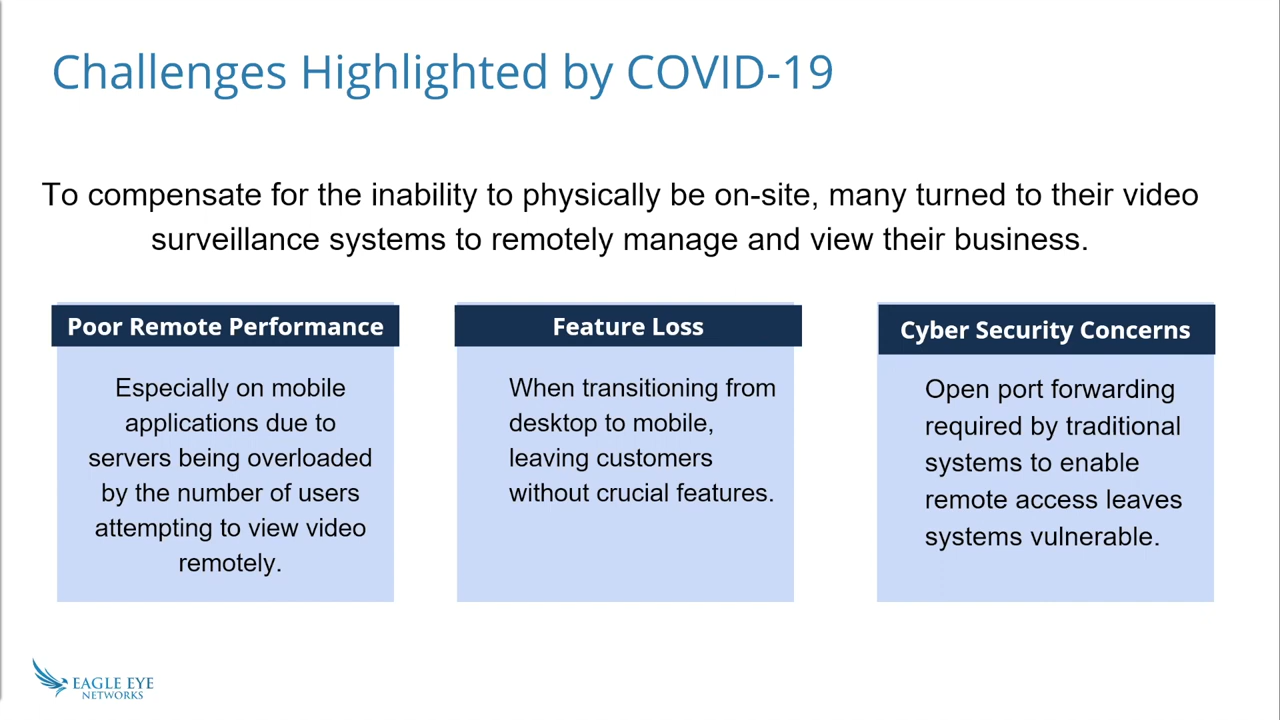 Challenges Highlighted by COVID-19
To compensate for the inability to physically be on-site, many turned to their video
surveillance systems to remotely manage and view their business.
Poor Remote Performance
Especially on mobile
applications due to
servers being overloaded
by the number of users
attempting to view video
remotely.
Feature Loss
When transitioning from
desktop to mobile,
leaving customers
without crucial features.
Cyber Security Concerns
Open port forwarding
required by traditional
systems to enable
remote access leaves
systems vulnerable.
EAGLE EYE
NETWORKS